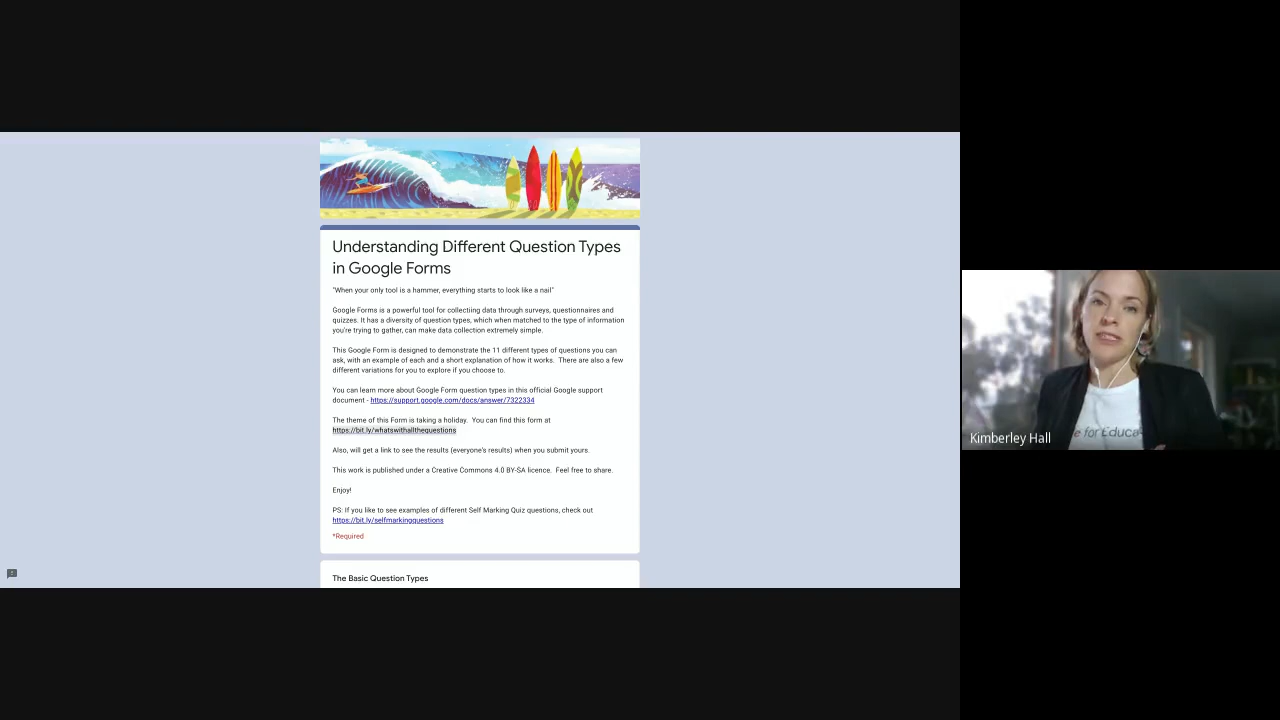 Understanding Different Question Types
in Google Forms
"When your only tool is a hammer, everything starts to look like a nail"
Google Forms is a powerful tool for collectiing data through surveys, questionnaires and
quizzes. It has a diversity of question types, which when matched to the type of information
you're trying to gather, can make data collection extremely simple.
This Google Form is designed to demonstrate the 11 different types of questions you can
ask, with an example of each and a short explanation of how it works. There are also a few
different variations for you to explore if you choose to.
You can learn more about Google Form question types in this official Google support
document - https://support.google.com/docs/answer/7322334
The theme of this Form is taking a holiday. You can find this form at
https://bit.ly/whatswithallthequestions
Also, will get a link to see the results (everyone's results) when you submit yours.
This work is published under a Creative Commons 4.0 BY-SA licence. Feel free to share.
Enjoy!
PS: If you like to see examples of different Self Marking Quiz questions, check out
https://bit.ly/selfmarkingquestions
*Required
The Basic Question Types
e for Educa
Kimberley Hall